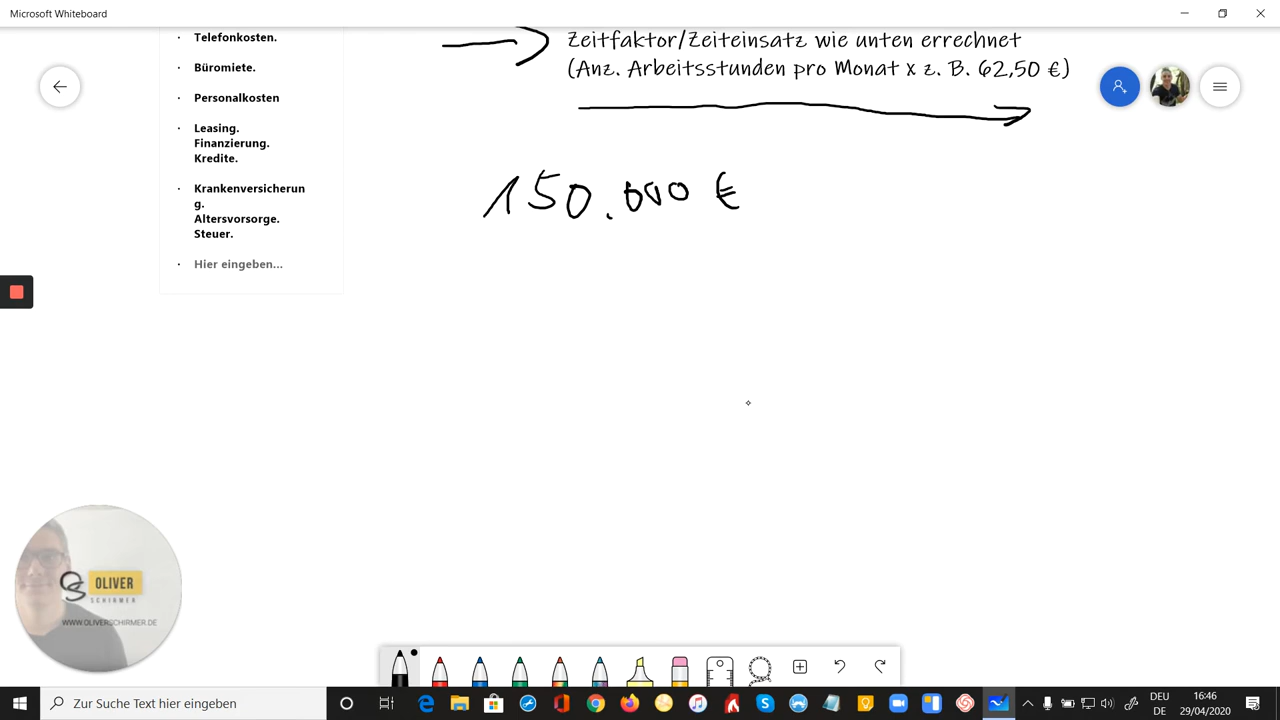 Microsoft Whiteboard
· Telefonkosten.
· Büromiete.
· Personalkosten
· Leasing.
Finanzierung.
Kredite.
· Krankenversicherun
g.
Altersvorsorge.
Steuer.
· Hier eingeben...
Zeitfaktor/Zeiteinsatz wie unten errechnet
(Anz. Arbeitsstunden pro Monat x z. B. 62,50 €)
150.000 €
OS OLIVER
SCHIRMER
WWW.OLIVERSCHIRMER.DE
Zur Suche Text hier eingeben
DEU
DE
16:46
29/04/2020